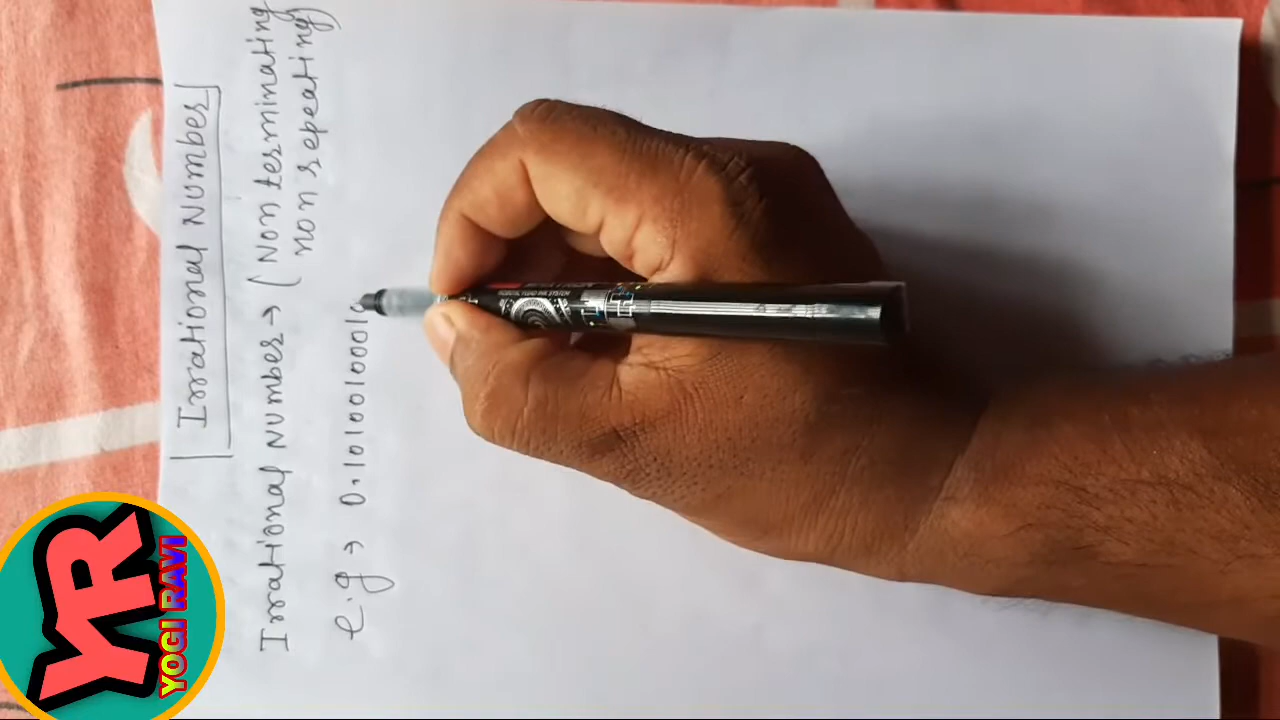 Irrational Number
Irrational Number → (Non terminating
non repeating)
e.g → 0.1010010001
YR
YOGI RAVI